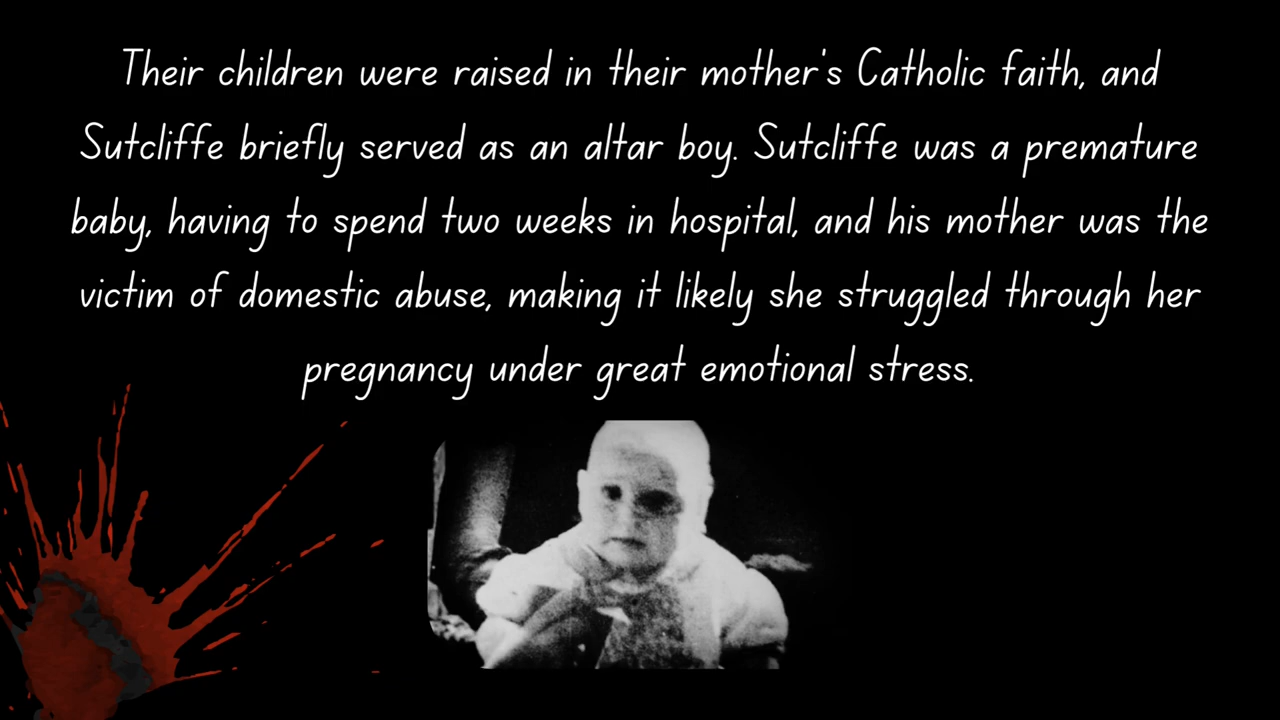 Their children were raised in their mother's Catholic faith, and
Sutcliffe briefly served as an altar boy. Sutcliffe was a premature
baby, having to spend two weeks in hospital, and his mother was the
victim of domestic abuse, making it likely she struggled through her
pregnancy under great emotional stress.